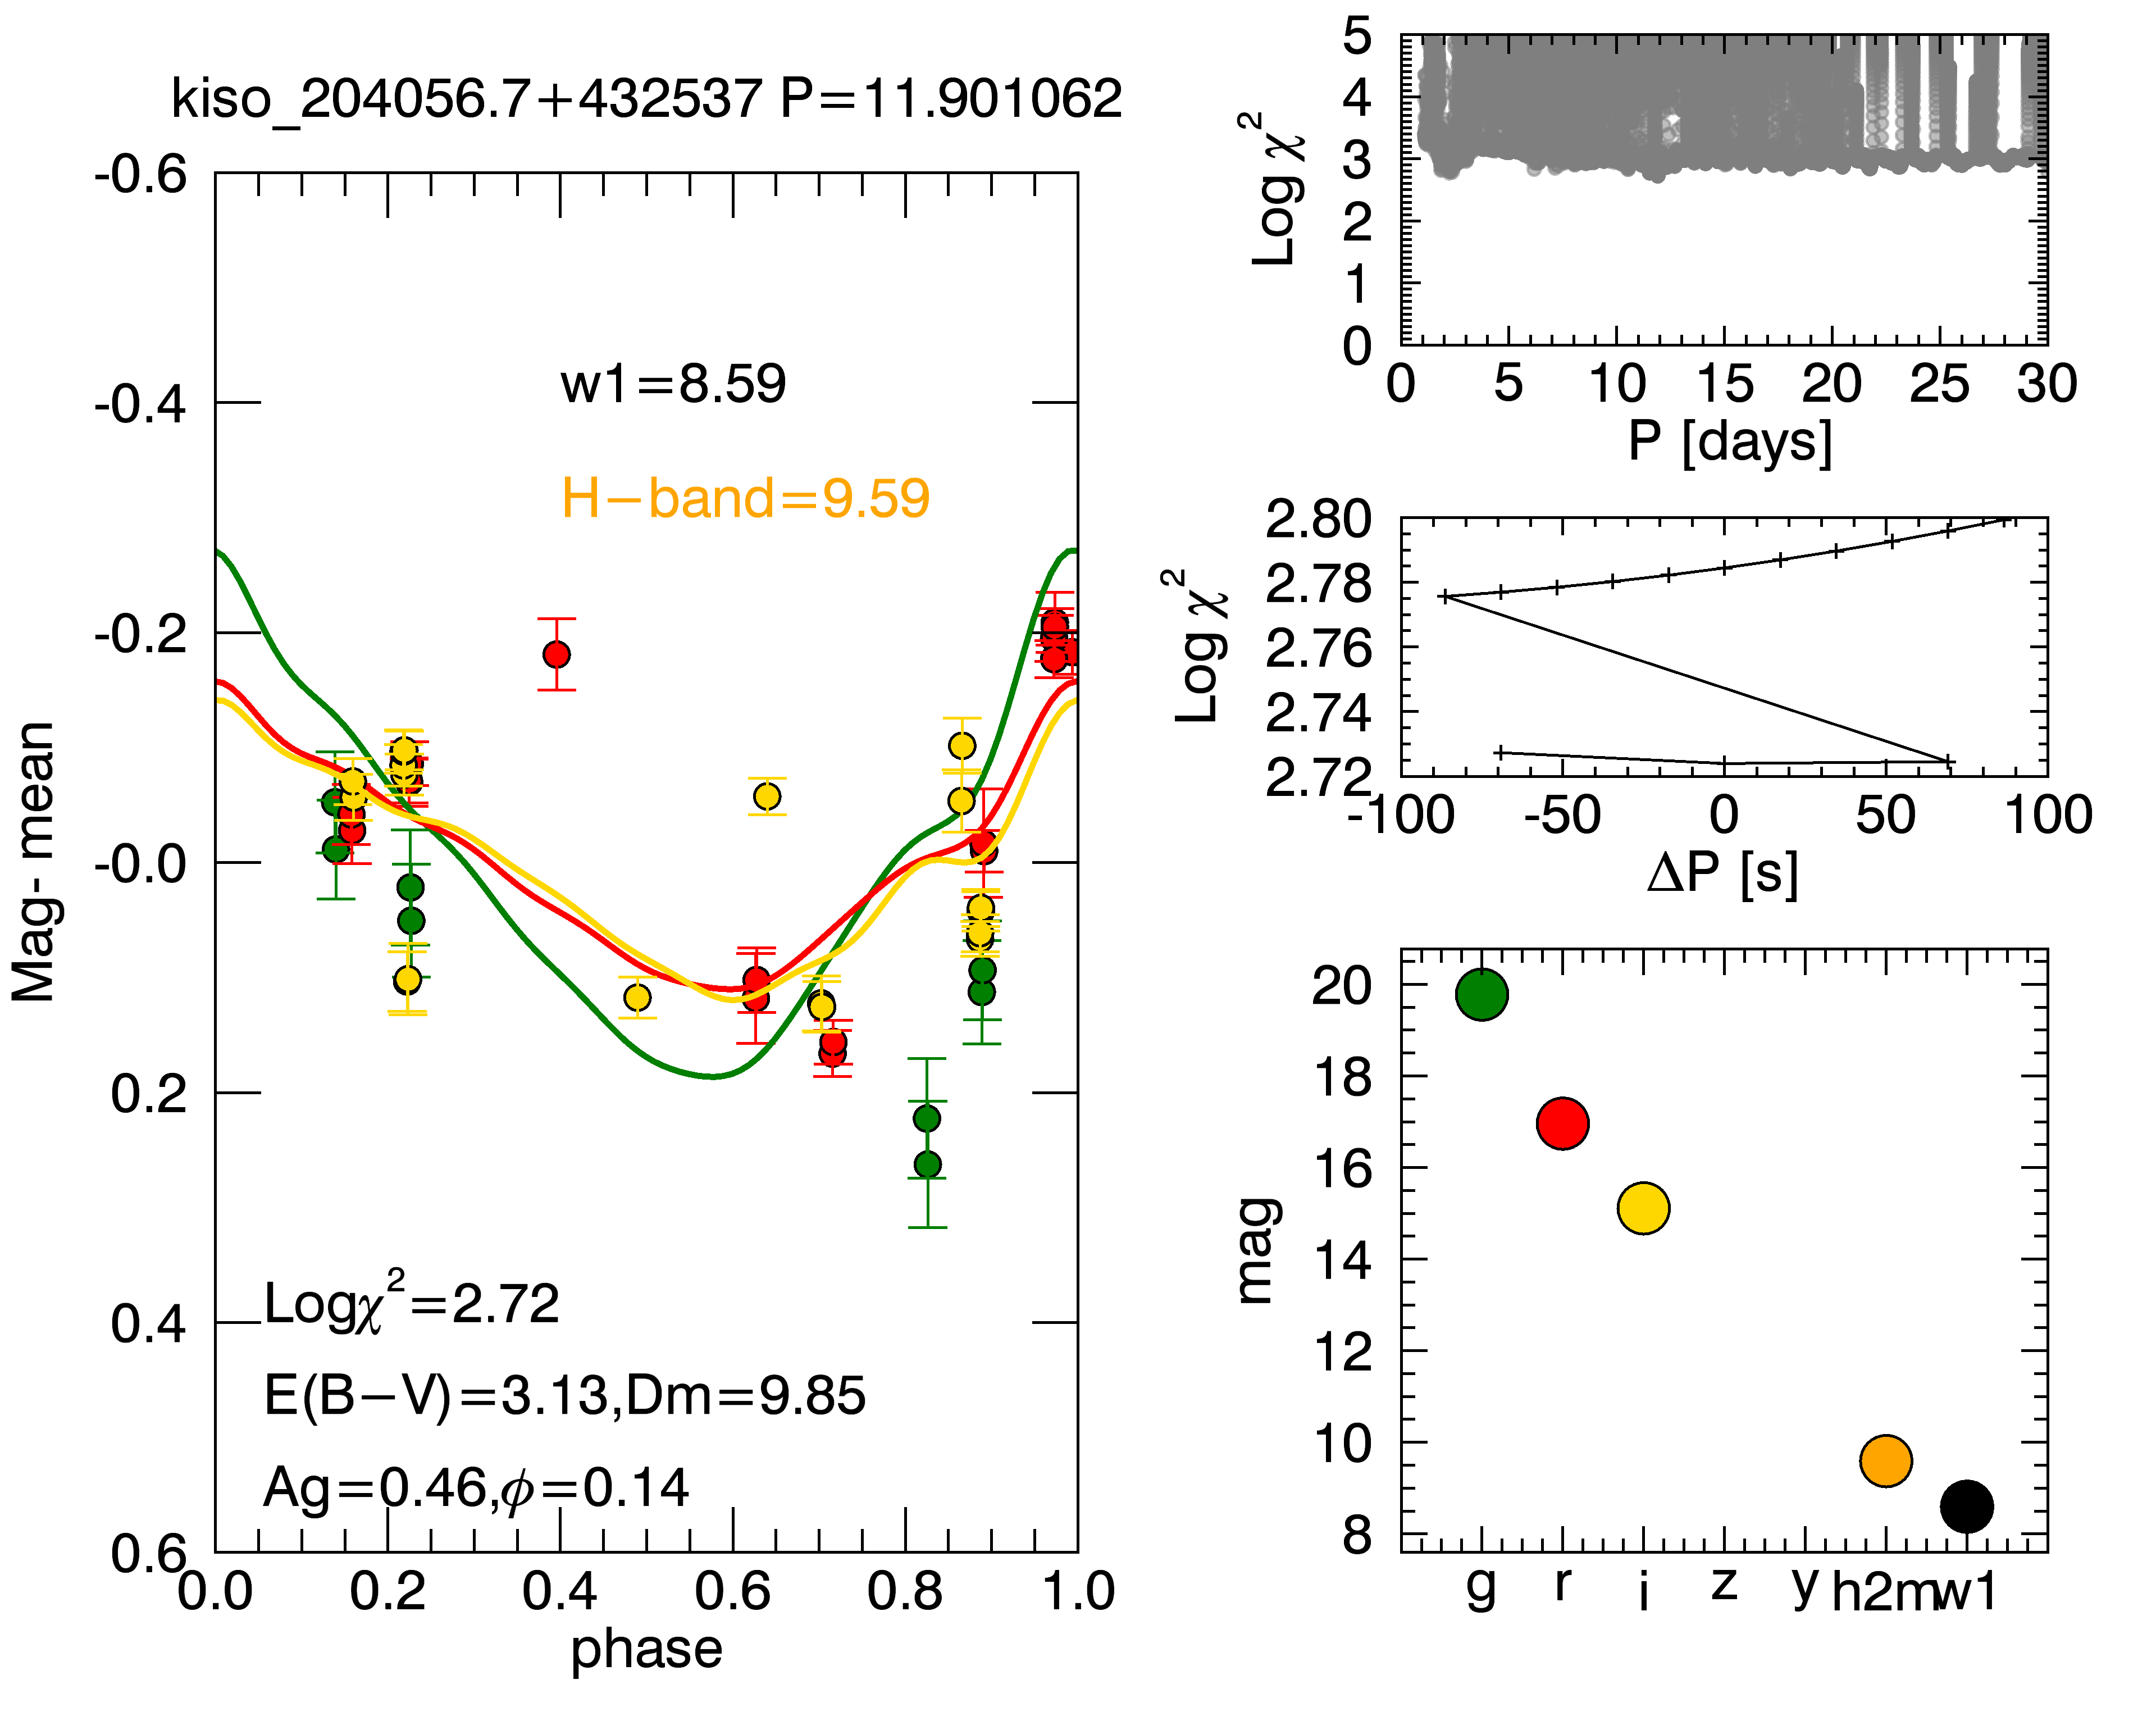 kiso_204056.7+432537 P=11.901062
-0.6
-0.4
-0.2
-0.0
0.2
0.4
0.6
Mag- mean
w1=8.59
H−band=9.59
Logχ²=2.72
E(B−V)=3.13,Dm=9.85
Ag=0.46,ϕ=0.14
0.0 0.2 0.4 0.6 0.8 1.0
phase
5
4
3
2
1
0
Log χ²
0 5 10 15 20 25 30
P [days]
2.80
2.78
2.76
2.74
2.72
Log χ²
-100 -50 0 50 100
ΔP [s]
20
18
16
14
12
10
8
mag
g r i z y h2m w1